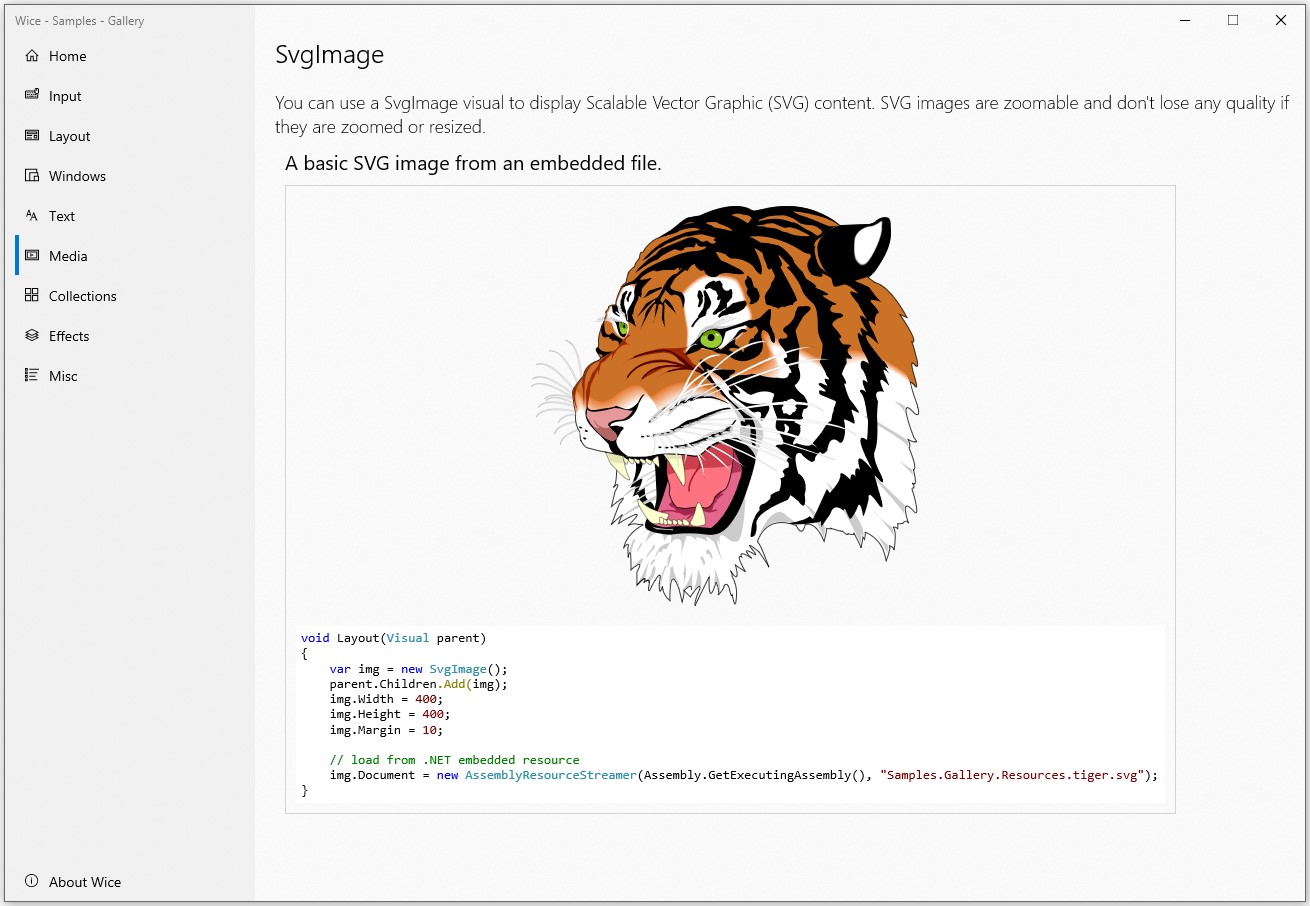 Wice - Samples - Gallery
Home
Input
Layout
Windows
Text
Media
Collections
Effects
Misc
About Wice
SvgImage
You can use a SvgImage visual to display Scalable Vector Graphic (SVG) content. SVG images are zoomable and don't lose any quality if
they are zoomed or resized.
A basic SVG image from an embedded file.
void Layout(Visual parent)
{
    var img = new SvgImage();
    parent.Children.Add(img);
    img.Width = 400;
    img.Height = 400;
    img.Margin = 10;

    // load from .NET embedded resource
    img.Document = new AssemblyResourceStreamer(Assembly.GetExecutingAssembly(), "Samples.Gallery.Resources.tiger.svg");
}